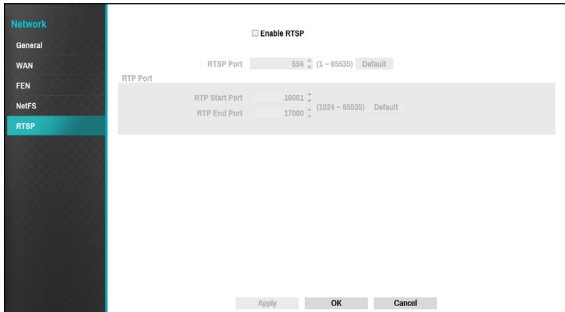 Network
General
WAN
FEN
NetFS
RTSP
Enable RTSP
RTSP Port 554 (1 ~ 65535) Default
RTP Port
RTP Start Port 16001
(1024 ~ 65535) Default
RTP End Port 17000
Apply OK Cancel